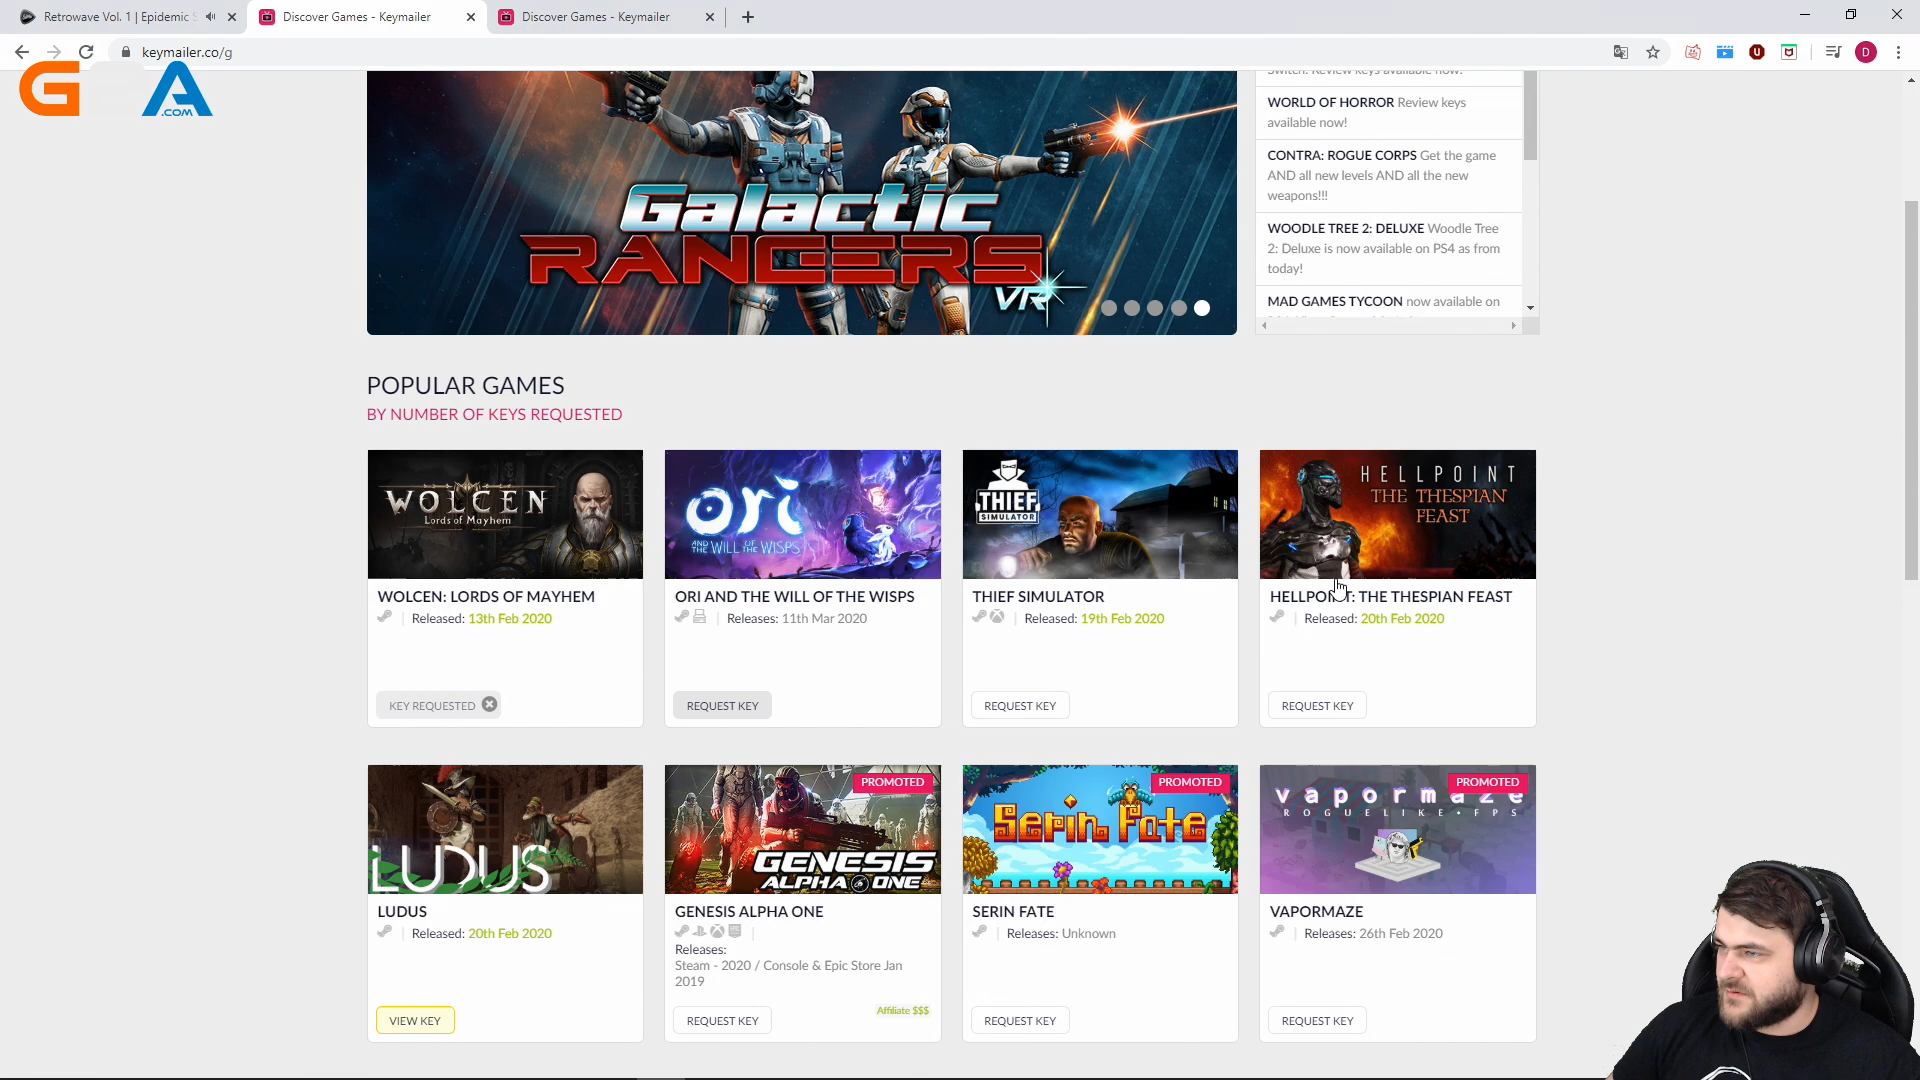 Retrowave Vol. 1 | Epidemic
Discover Games - Keymailer
Discover Games - Keymailer
keymailer.co/g
D
G A
.COM
Galactic
RANGERS
VR
Switch. Review keys available now!
WORLD OF HORROR Review keys
available now!
CONTRA: ROGUE CORPS Get the game
AND all new levels AND all the new
weapons!!!
WOODLE TREE 2: DELUXE Woodle Tree
2: Deluxe is now available on PS4 as from
today!
MAD GAMES TYCOON now available on
POPULAR GAMES
BY NUMBER OF KEYS REQUESTED
WOLCEN
Lords of Mayhem
ori
AND THE WILL OF THE WISPS
THIEF
SIMULATOR
HELLPOINT
THE THESPIAN
FEAST
WOLCEN: LORDS OF MAYHEM
Released: 13th Feb 2020
KEY REQUESTED
ORI AND THE WILL OF THE WISPS
Releases: 11th Mar 2020
REQUEST KEY
THIEF SIMULATOR
Released: 19th Feb 2020
REQUEST KEY
HELLPOINT: THE THESPIAN FEAST
Released: 20th Feb 2020
REQUEST KEY
LUDUS
PROMOTED
GENESIS
ALPHA ONE
PROMOTED
Serin Fate
PROMOTED
vapormaze
ROGUELIKE • FPS
LUDUS
Released: 20th Feb 2020
VIEW KEY
GENESIS ALPHA ONE
Releases:
Steam - 2020 / Console & Epic Store Jan
2019
Affiliate $$$
REQUEST KEY
SERIN FATE
Releases: Unknown
REQUEST KEY
VAPORMAZE
Releases: 26th Feb 2020
REQUEST KEY